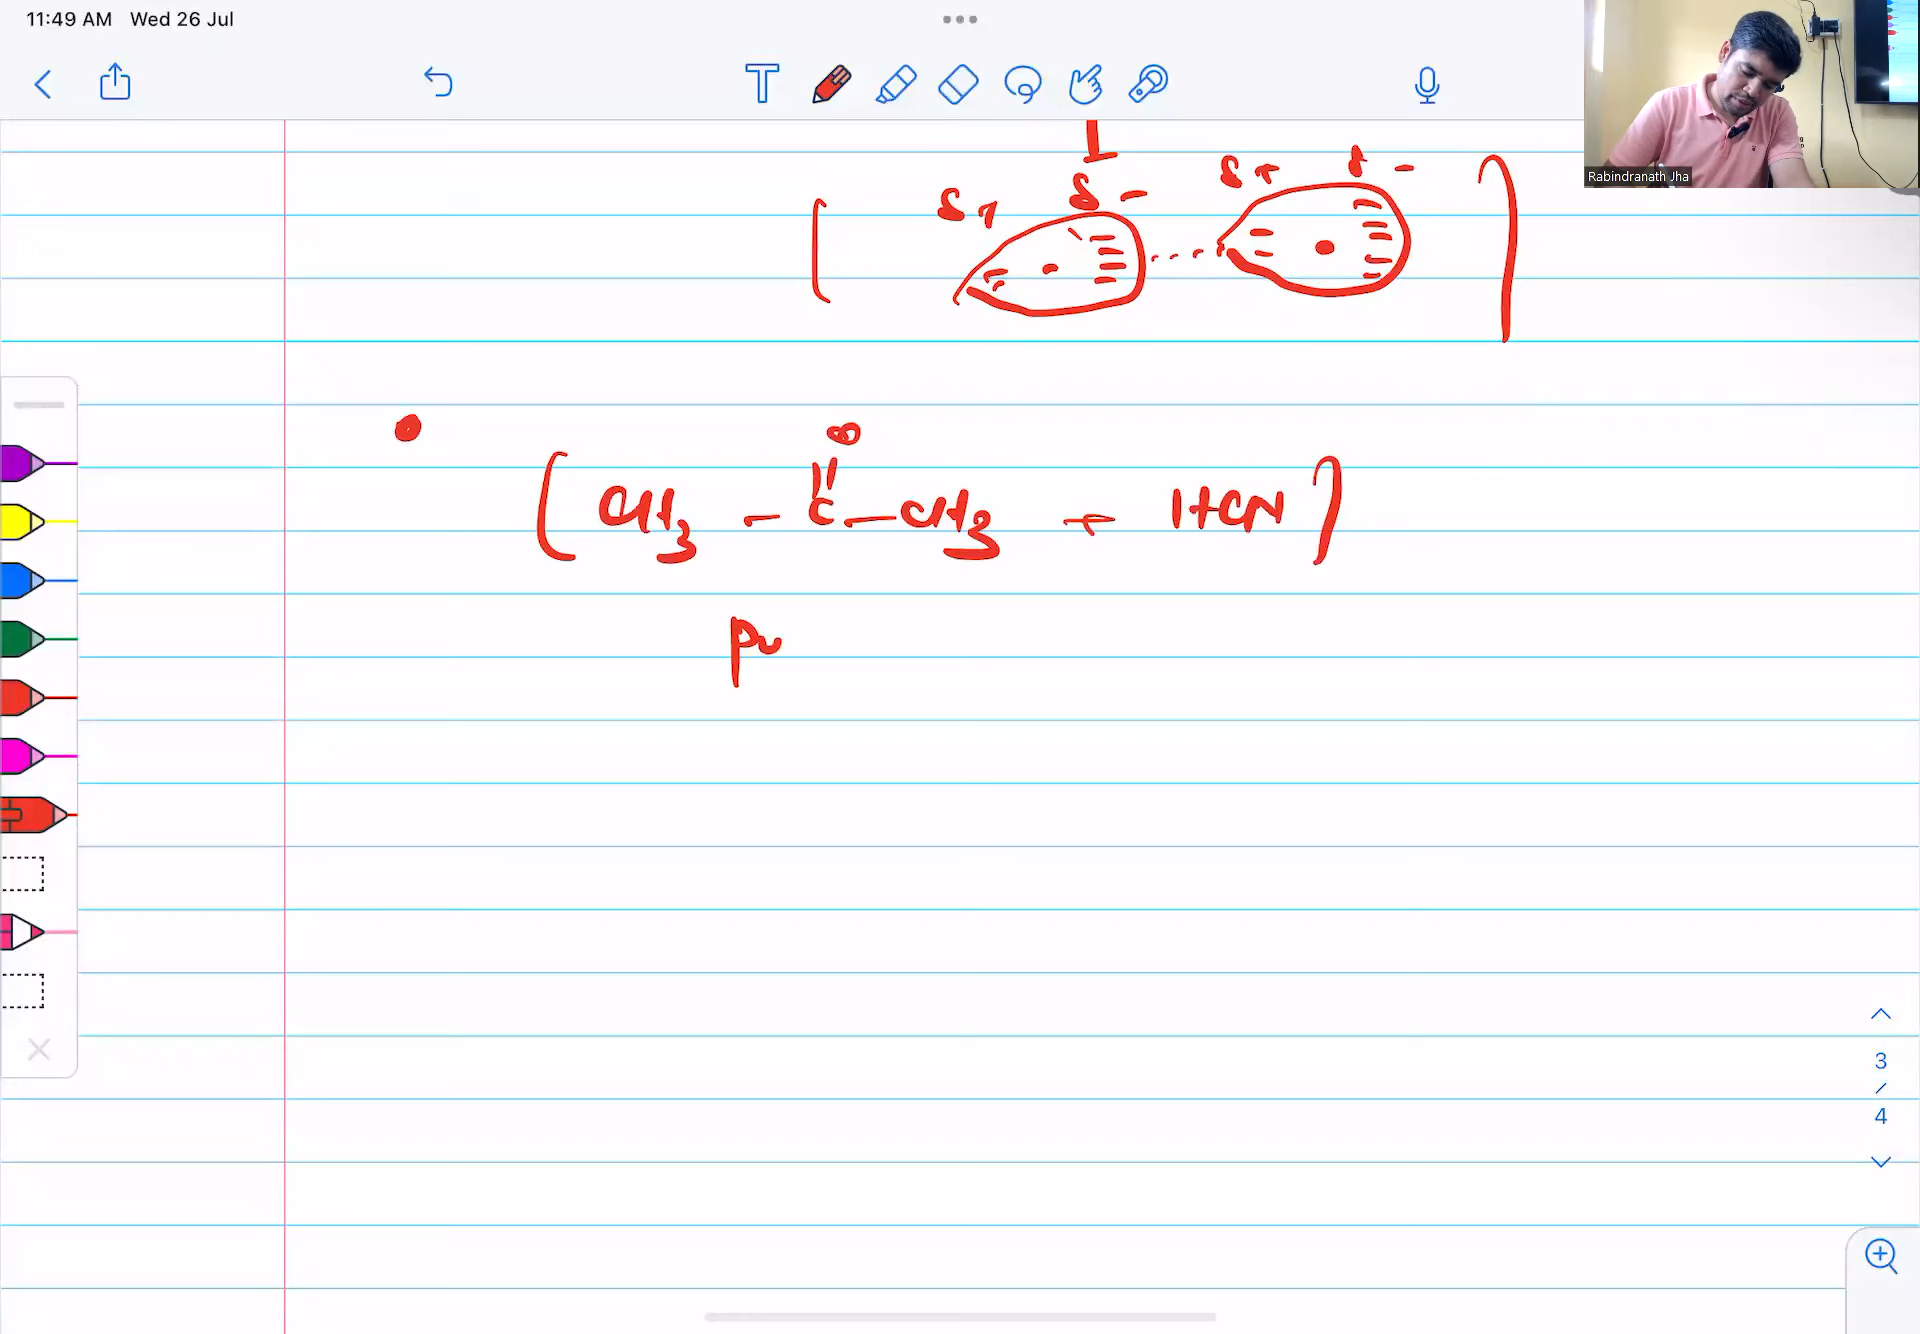 11:49 AM Wed 26 Jul
Rabindranath Jha
δ+ δ- δ+ δ-
O
||
[CH3 - C - CH3 + HCN]
3
/
4